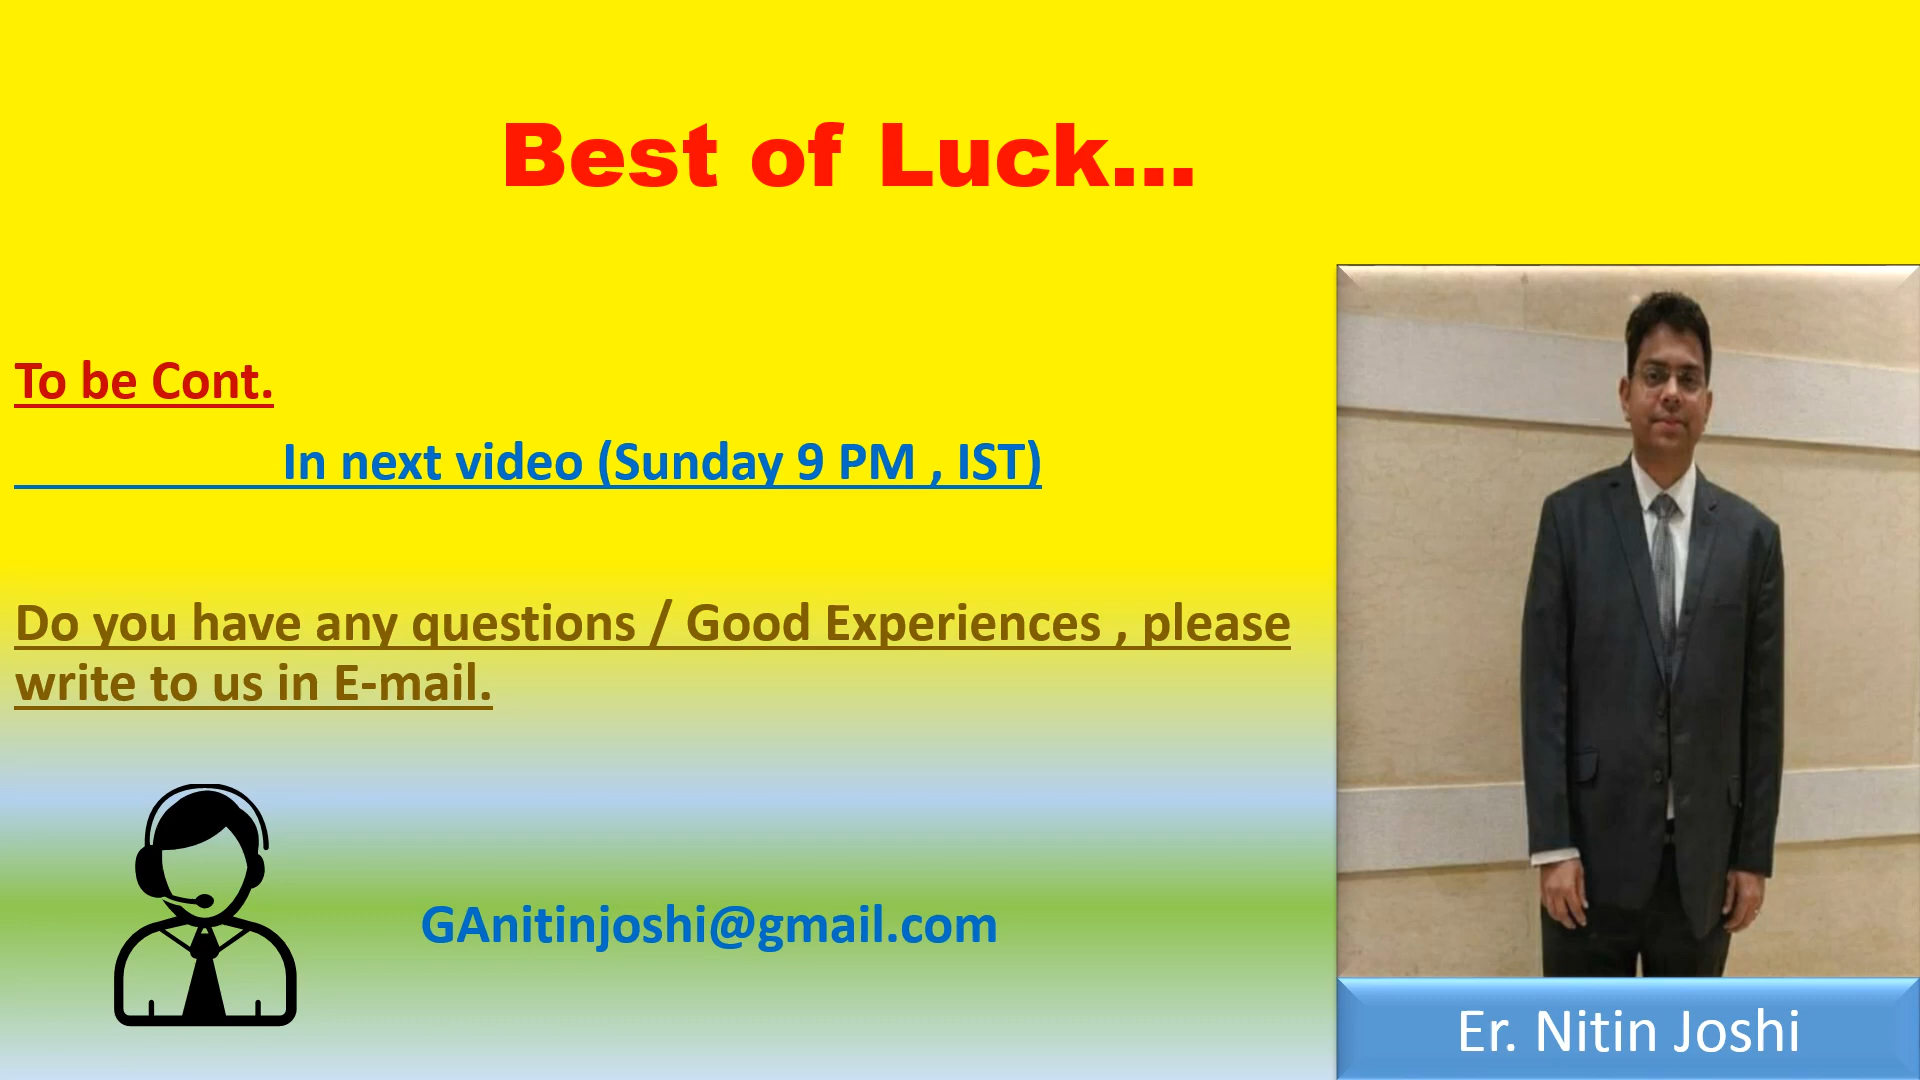 Best of Luck...
To be Cont.
In next video (Sunday 9 PM , IST)
Do you have any questions / Good Experiences , please
write to us in E-mail.
GAnitinjoshi@gmail.com
Er. Nitin Joshi